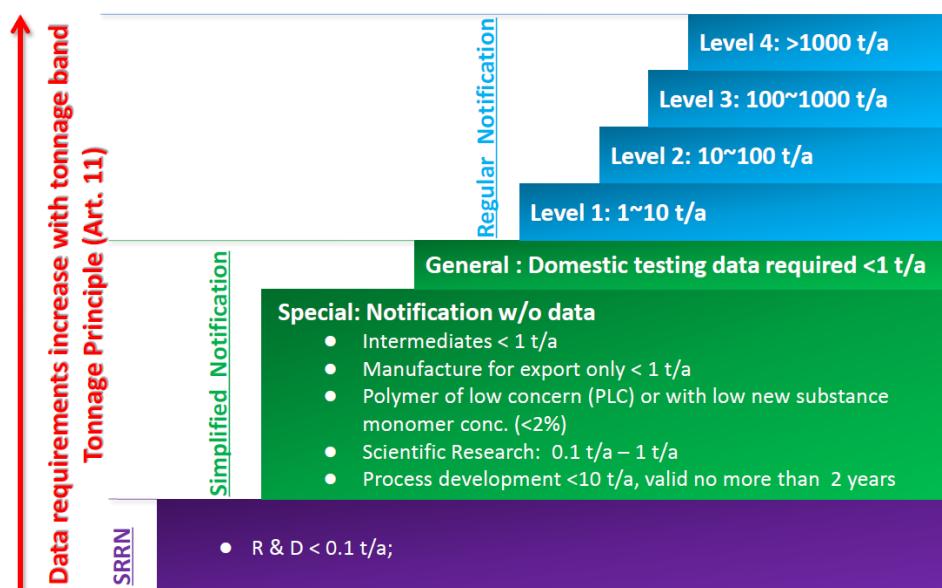 Data requirements increase with tonnage band
Tonnage Principle (Art. 11)
Regular Notification
Level 4: >1000 t/a
Level 3: 100~1000 t/a
Level 2: 10~100 t/a
Level 1: 1~10 t/a
Simplified Notification
General : Domestic testing data required <1 t/a
Special: Notification w/o data
● Intermediates < 1 t/a
● Manufacture for export only < 1 t/a
● Polymer of low concern (PLC) or with low new substance
monomer conc. (<2%)
● Scientific Research: 0.1 t/a – 1 t/a
● Process development <10 t/a, valid no more than 2 years
SRRN
● R & D < 0.1 t/a;